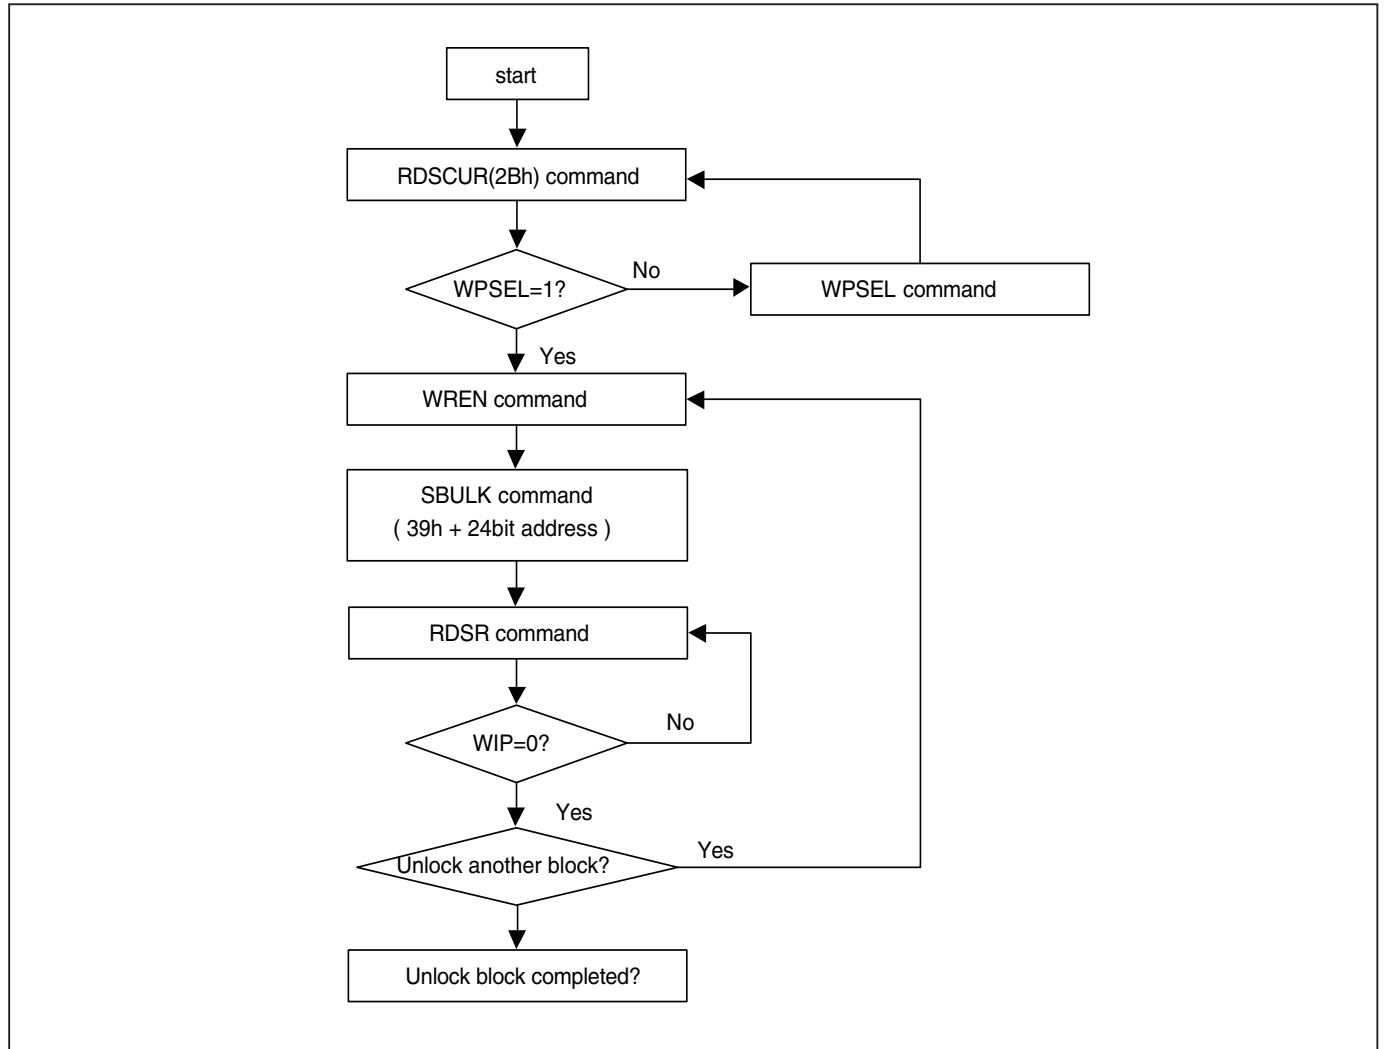 start
RDSCUR(2Bh) command
WPSEL=1?
No
WPSEL command
Yes
WREN command
SBULK command
( 39h + 24bit address )
RDSR command
WIP=0?
No
Yes
Unlock another block?
Yes
Unlock block completed?